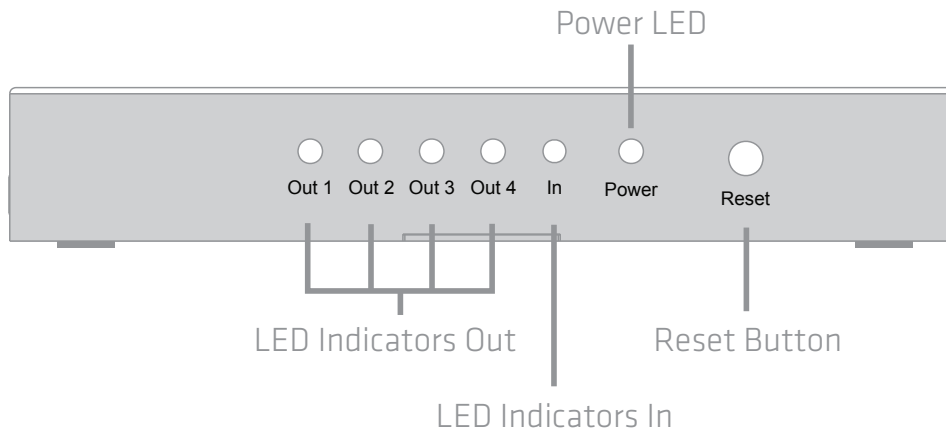 Power LED
Out 1 Out 2 Out 3 Out 4 In Power Reset
LED Indicators Out Reset Button
LED Indicators In